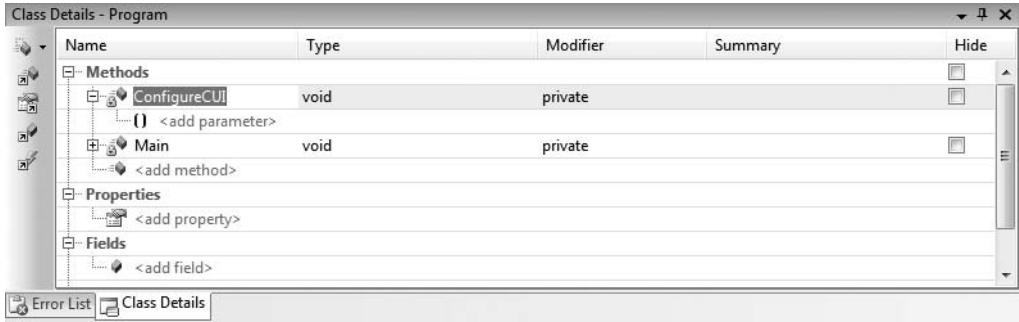 Class Details - Program
Name Type Modifier Summary Hide
Methods
ConfigureCUI void private
() <add parameter>
Main void private
<add method>
Properties
<add property>
Fields
<add field>
Error List Class Details